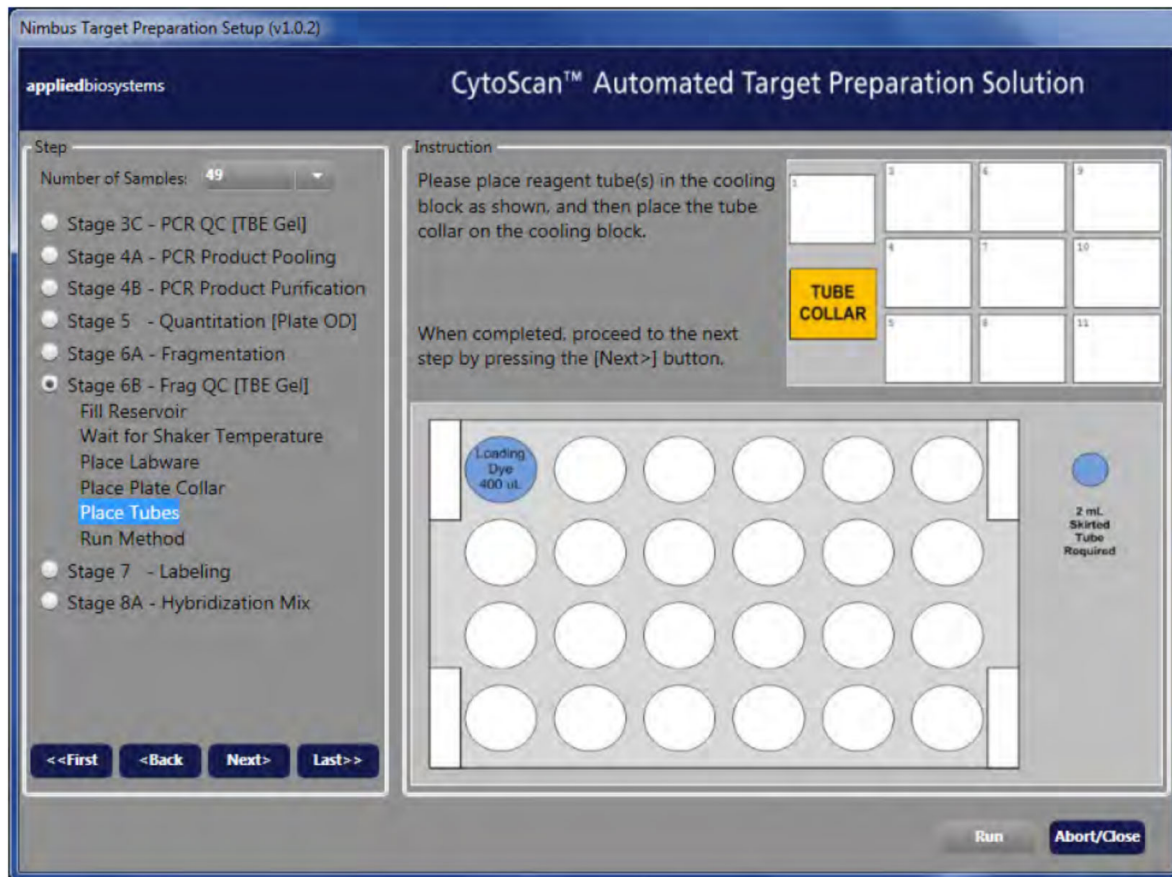 Nimbus Target Preparation Setup (v1.0.2)
appliedbiosystems
CytoScan™ Automated Target Preparation Solution
Step
Number of Samples: 49
Stage 3C - PCR QC [TBE Gel]
Stage 4A - PCR Product Pooling
Stage 4B - PCR Product Purification
Stage 5 - Quantitation [Plate OD]
Stage 6A - Fragmentation
Stage 6B - Frag QC [TBE Gel]
Fill Reservoir
Wait for Shaker Temperature
Place Labware
Place Plate Collar
Place Tubes
Run Method
Stage 7 - Labeling
Stage 8A - Hybridization Mix
<<First
<Back
Next>
Last>>
Instruction
Please place reagent tube(s) in the cooling
block as shown, and then place the tube
collar on the cooling block.
When completed, proceed to the next
step by pressing the [Next>] button.
1
9
7
10
TUBE
COLLAR
5
11
Loading
Dye
400 uL
2 mL
Skirted
Tube
Required
Run
Abort/Close